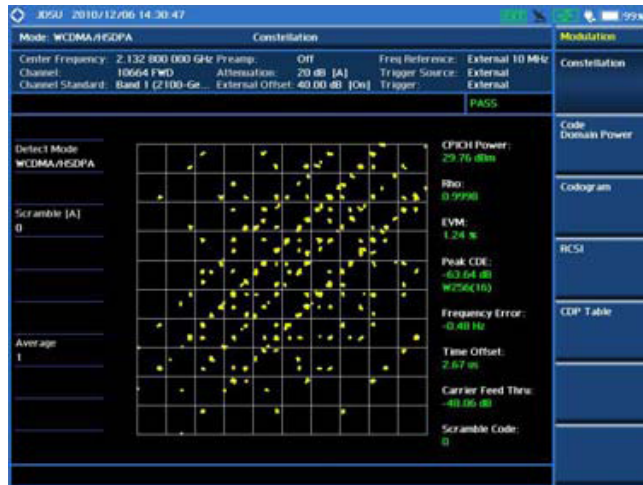 JDSU 2010/12/06 14:30:47
EXT
99%
Mode: WCDMA/HSDPA
Constellation
Center Frequency: 2.132 800 000 GHz
Preamp: Off
Freq Reference: External 10 MHz
Channel: 10664 FWD
Attenuation: 20 dB [A]
Trigger Source: External
Channel Standard: Band 1 (2100-Ge...
External Offset: 40.00 dB [On]
Trigger: External
PASS
Detect Mode
WCDMA/HSDPA
Scramble [A]
0
Average
1
CPICH Power:
29.76 dBm
Rho:
0.9998
EVM:
1.24 %
Peak CDE:
-63.64 dB
W256(16)
Frequency Error:
-0.48 Hz
Time Offset:
2.67 us
Carrier Feed Thru:
-48.06 dB
Scramble Code:
0
Modulation
Constellation
Code
Domain Power
Codogram
RCSI
CDP Table